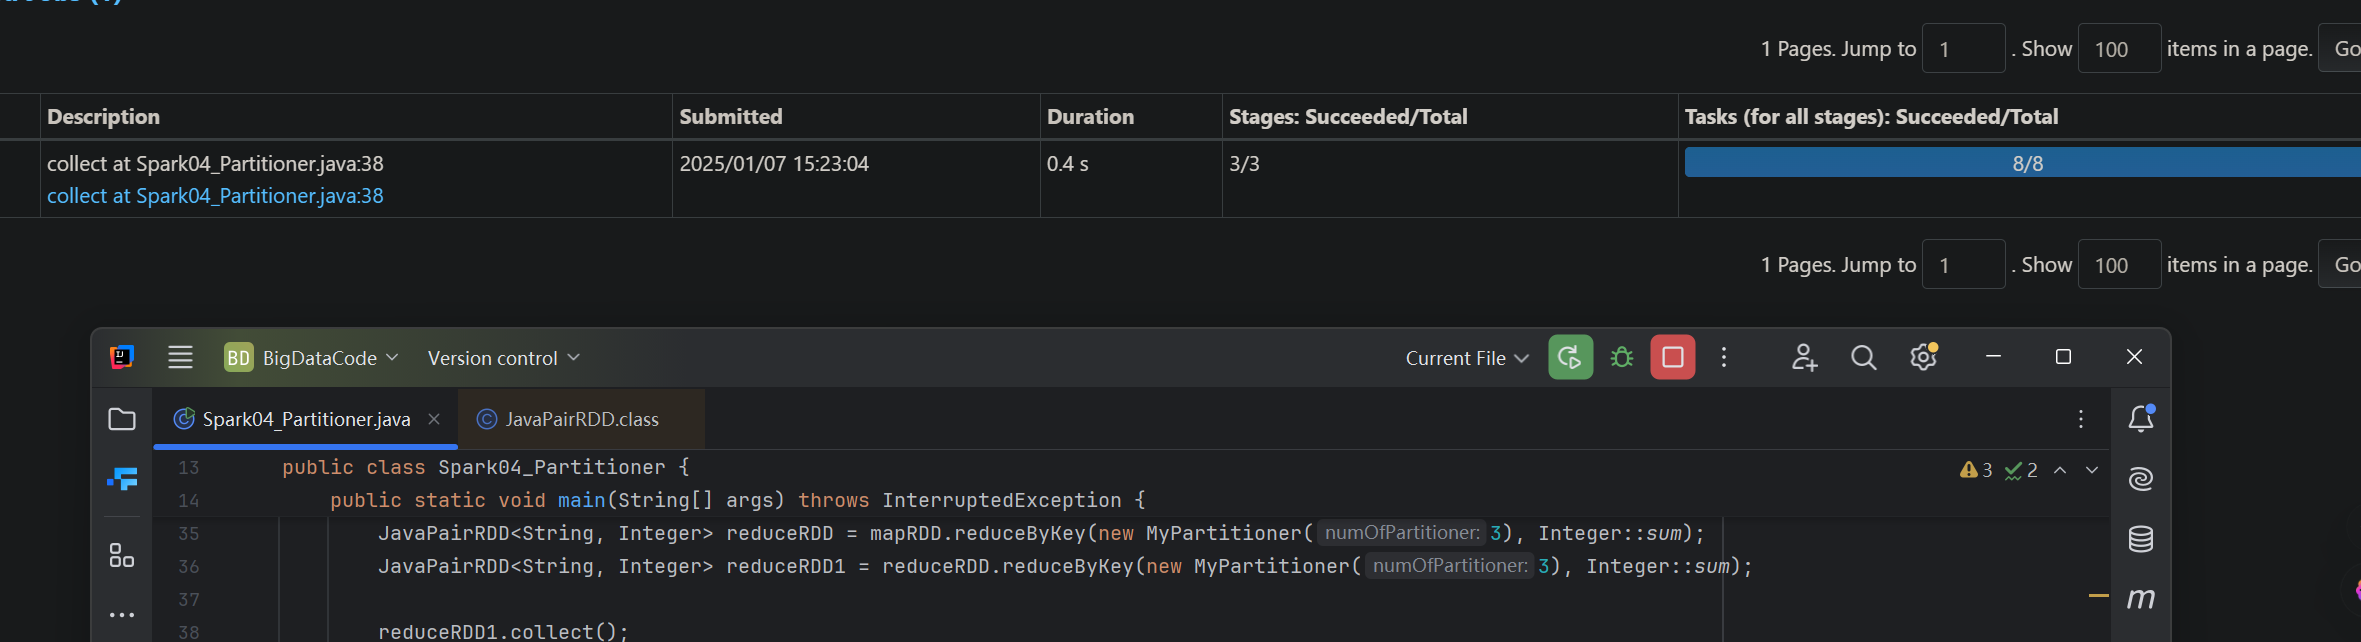 1 Pages. Jump to 1 . Show 100 items in a page. Go
Description Submitted Duration Stages: Succeeded/Total Tasks (for all stages): Succeeded/Total
collect at Spark04_Partitioner.java:38 2025/01/07 15:23:04 0.4 s 3/3 8/8
collect at Spark04_Partitioner.java:38
1 Pages. Jump to 1 . Show 100 items in a page. Go
BD BigDataCode Version control Current File
Spark04_Partitioner.java JavaPairRDD.class
13 public class Spark04_Partitioner { 3 2
14 public static void main(String[] args) throws InterruptedException {
35 JavaPairRDD<String, Integer> reduceRDD = mapRDD.reduceByKey(new MyPartitioner( numOfPartitioner: 3), Integer::sum);
36 JavaPairRDD<String, Integer> reduceRDD1 = reduceRDD.reduceByKey(new MyPartitioner( numOfPartitioner: 3), Integer::sum);
37
38 reduceRDD1.collect();